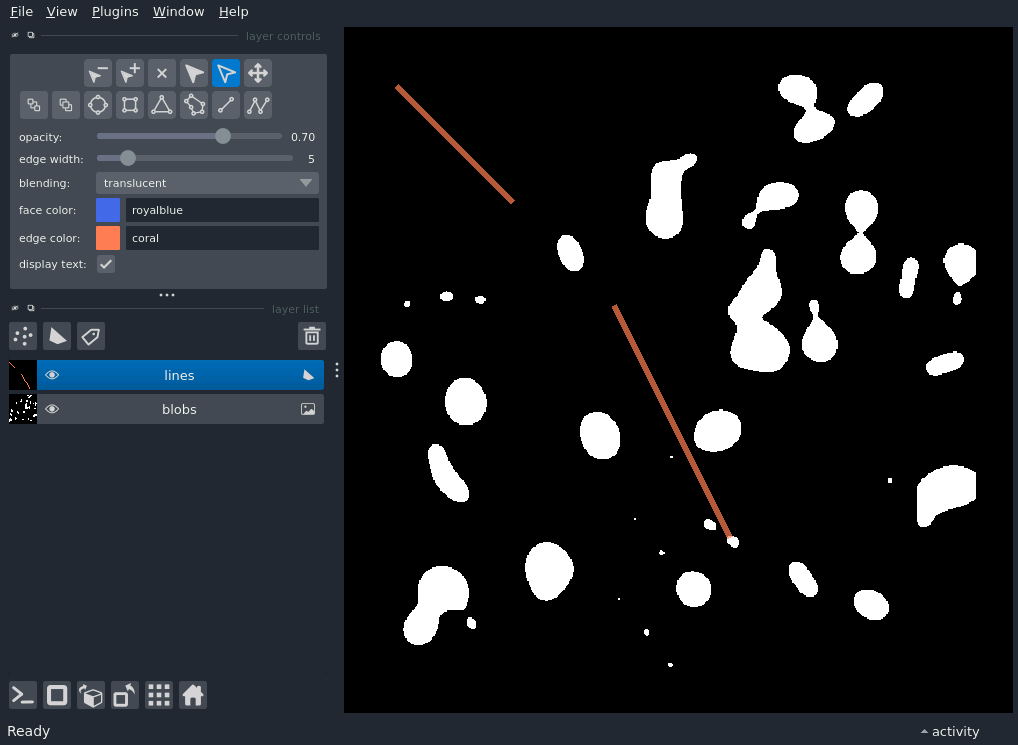 File View Plugins Window Help
layer controls
opacity: 0.70
edge width: 5
blending: translucent
face color: royalblue
edge color: coral
display text:
layer list
lines
blobs
Ready activity